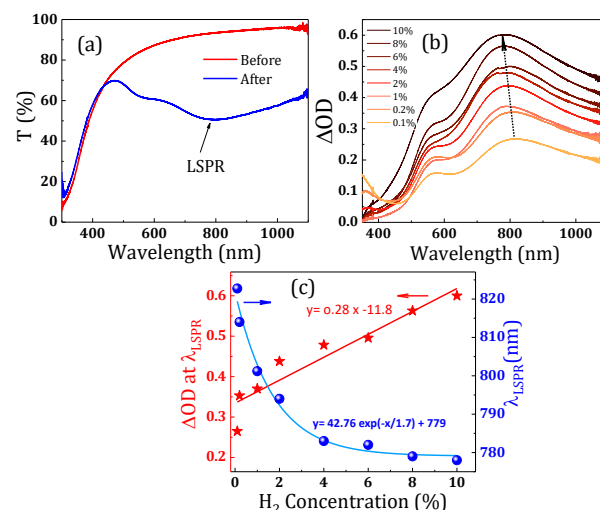 (a)
Before
After
LSPR
T (%)
100
80
60
40
20
0
400 600 800 1000
Wavelength (nm)
(b)
10%
8%
6%
4%
2%
1%
0.2%
0.1%
ΔOD
0.6
0.5
0.4
0.3
0.2
0.1
0.0
400 600 800 1000
Wavelength (nm)
(c)
y= 0.28 x -11.8
y= 42.76 exp(-x/1.7) + 779
ΔOD at λLSPR
0.6
0.5
0.4
0.3
0.2
λLSPR(nm)
820
810
800
790
780
0 2 4 6 8 10
H2 Concentration (%)